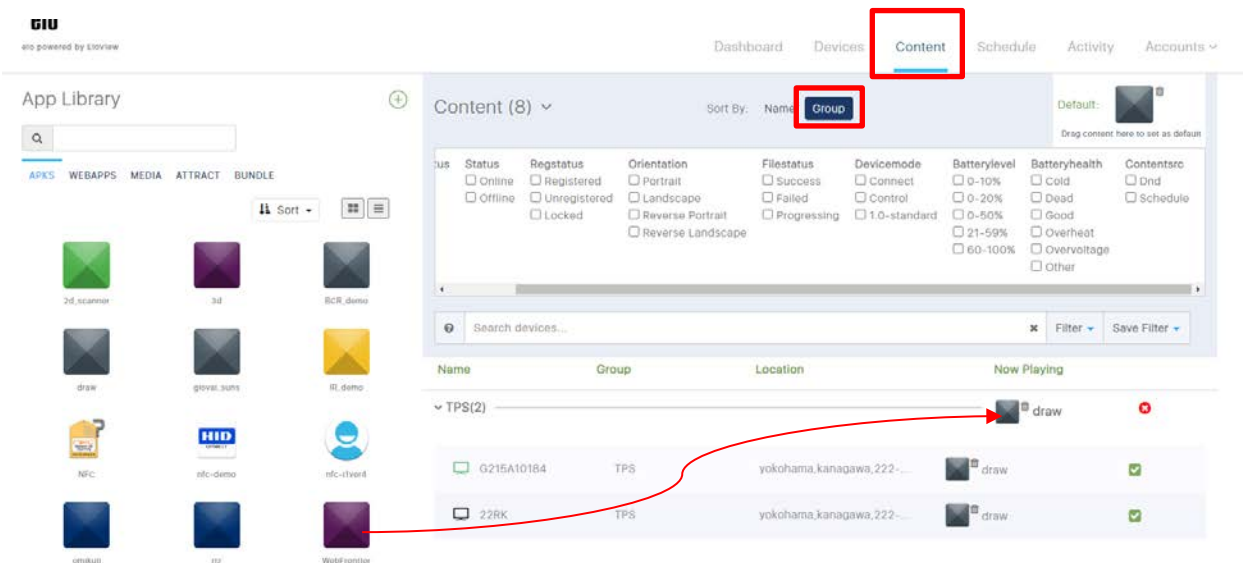 GIU
elo powered by EloView
Dashboard Devices Content Schedule Activity Accounts
App Library
Content (8) Sort By: Name Group
Default:
Drag content here to set as defaun
APKS WEBAPPS MEDIA ATTRACT BUNDLE
Sort
tus Status Regstatus Orientation Filestatus Devicemode Batterylevel Batteryhealth Contentsrc
Online Registered Portrait Success Connect 0-10% Cold Dnd
Offline Unregistered Landscape Failed Control 0-20% Dead Schedule
Locked Reverse Portrait Progressing 1.0-standard 0-50% Good
Reverse Landscape 21-59% Overheat
60-100% Overvoltage
Other
2d_scanner 3d BCR_demo
Search devices... Filter Save Filter
Name Group Location Now Playing
draw IR_demo
TPS(2) draw
NFC nfc-demo
HID
G215A10184 TPS yokohama,kanagawa,222-... draw
22RK TPS yokohama,kanagawa,222-... draw
WebFrontier